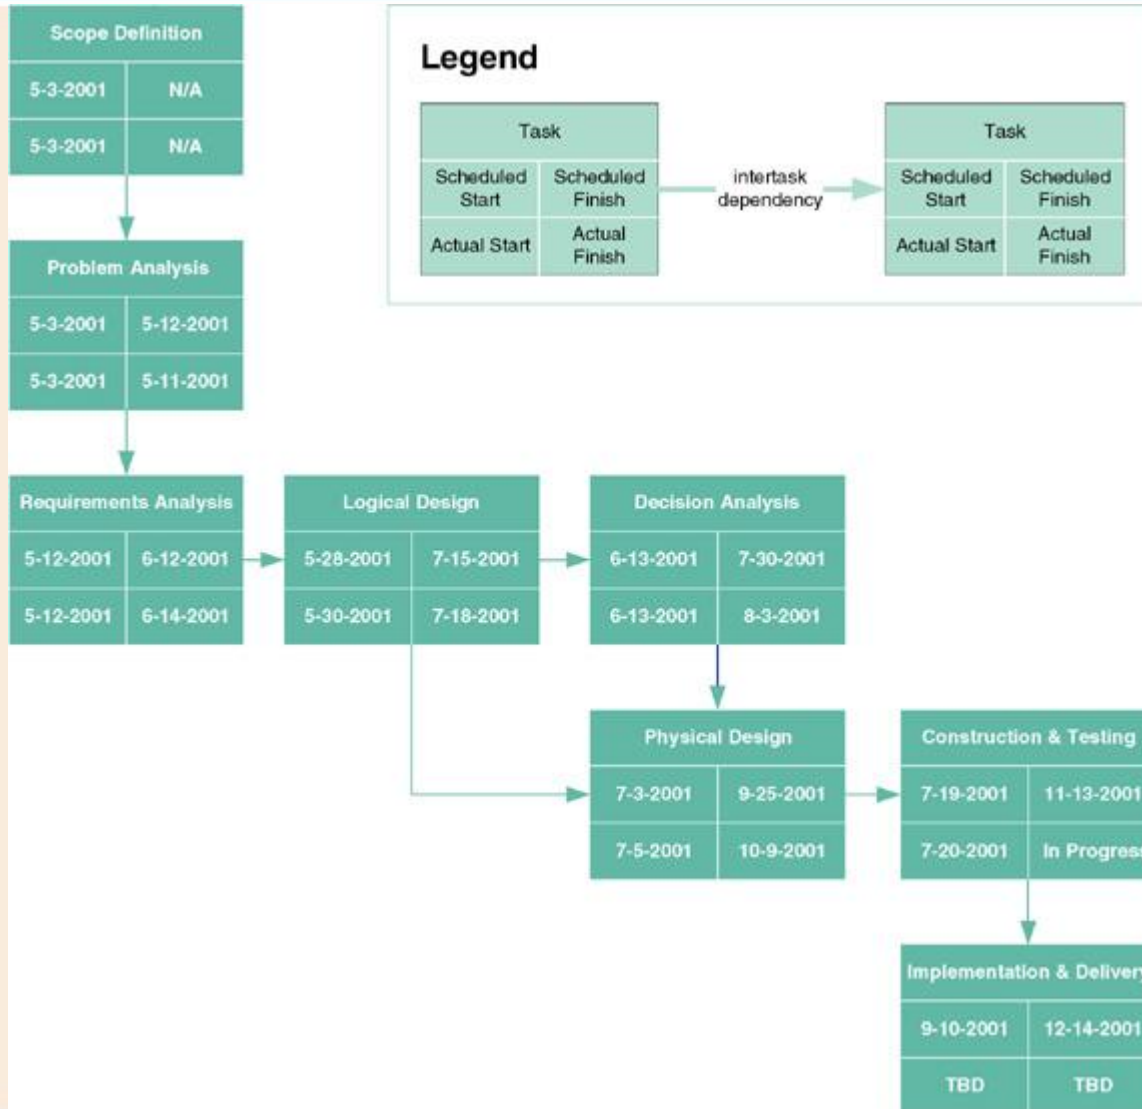 Scope Definition
5-3-2001 N/A
5-3-2001 N/A
Legend
Task
Scheduled Start
Scheduled Finish
Actual Start
Actual Finish
intertask
dependency
Task
Scheduled Start
Scheduled Finish
Actual Start
Actual Finish
Problem Analysis
5-3-2001 5-12-2001
5-3-2001 5-11-2001
Requirements Analysis
5-12-2001 6-12-2001
5-12-2001 6-14-2001
Logical Design
5-28-2001 7-15-2001
5-30-2001 7-18-2001
Decision Analysis
6-13-2001 7-30-2001
6-13-2001 8-3-2001
Physical Design
7-3-2001 9-25-2001
7-5-2001 10-9-2001
Construction & Testing
7-19-2001 11-13-2001
7-20-2001 In Progress
Implementation & Delivery
9-10-2001 12-14-2001
TBD TBD